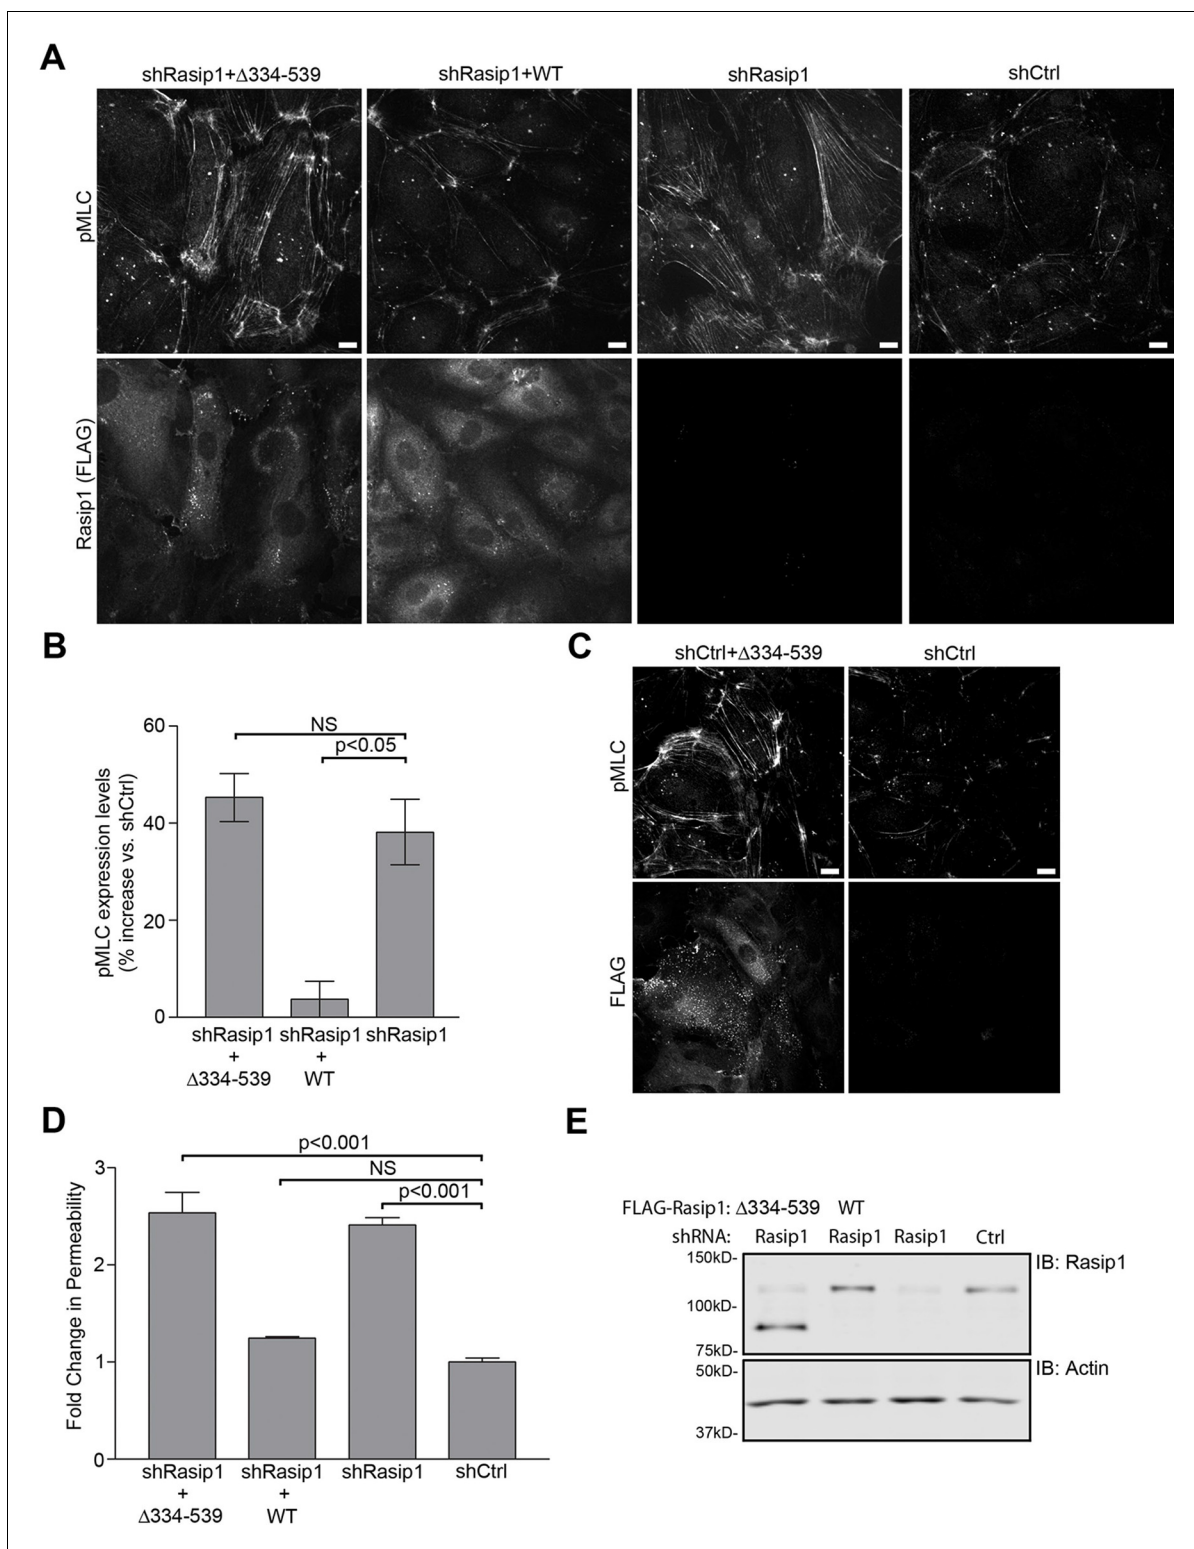 A
shRasip1+Δ334-539 shRasip1+WT shRasip1 shCtrl
pMLC
Rasip1 (FLAG)
B
pMLC expression levels
(% increase vs. shCtrl)
60
40
20
0
NS
p<0.05
shRasip1 shRasip1 shRasip1
+ +
Δ334-539 WT
C
shCtrl+Δ334-539 shCtrl
pMLC
FLAG
D
Fold Change in Permeability
3
2
1
0
p<0.001
NS
p<0.001
shRasip1 shRasip1 shRasip1 shCtrl
+ +
Δ334-539 WT
E
FLAG-Rasip1: Δ334-539 WT
shRNA: Rasip1 Rasip1 Rasip1 Ctrl
150kD-
IB: Rasip1
100kD-
75kD-
50kD-
IB: Actin
37kD-